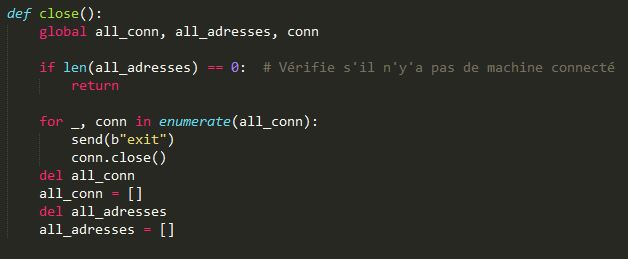 def close():
    global all_conn, all_adresses, conn
    if len(all_adresses) == 0:  # Vérifie s'il n'y'a pas de machine connecté
        return
    for _, conn in enumerate(all_conn):
        send(b"exit")
        conn.close()
    del all_conn
    all_conn = []
    del all_adresses
    all_adresses = []